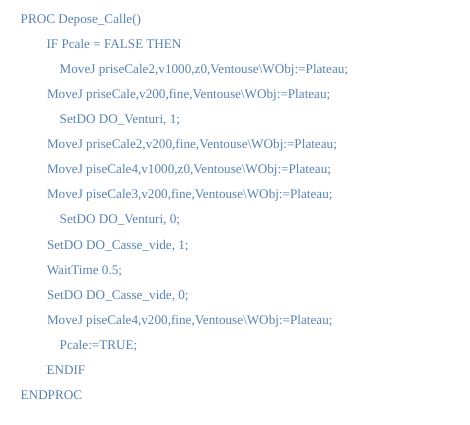 PROC Depose_Calle()
IF Pcale = FALSE THEN
MoveJ priseCale2,v1000,z0,Ventouse\WObj:=Plateau;
MoveJ priseCale,v200,fine,Ventouse\WObj:=Plateau;
SetDO DO_Venturi, 1;
MoveJ priseCale2,v200,fine,Ventouse\WObj:=Plateau;
MoveJ piseCale4,v1000,z0,Ventouse\WObj:=Plateau;
MoveJ piseCale3,v200,fine,Ventouse\WObj:=Plateau;
SetDO DO_Venturi, 0;
SetDO DO_Casse_vide, 1;
WaitTime 0.5;
SetDO DO_Casse_vide, 0;
MoveJ piseCale4,v200,fine,Ventouse\WObj:=Plateau;
Pcale:=TRUE;
ENDIF
ENDPROC